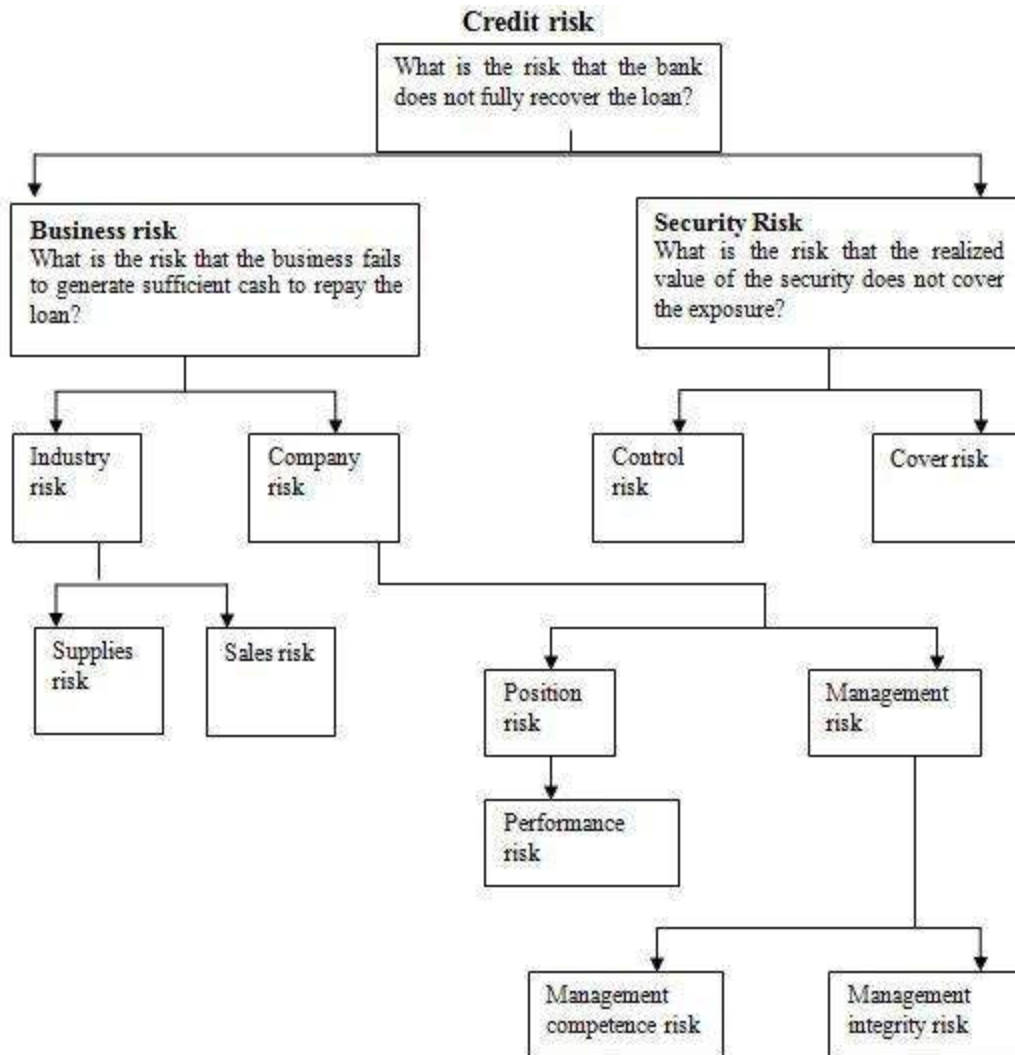 Credit risk
What is the risk that the bank
does not fully recover the loan?
Business risk
What is the risk that the business fails
to generate sufficient cash to repay the
loan?
Security Risk
What is the risk that the realized
value of the security does not cover
the exposure?
Industry
risk
Company
risk
Control
risk
Cover risk
Supplies
risk
Sales risk
Position
risk
Management
risk
Performance
risk
Management
competence risk
Management
integrity risk